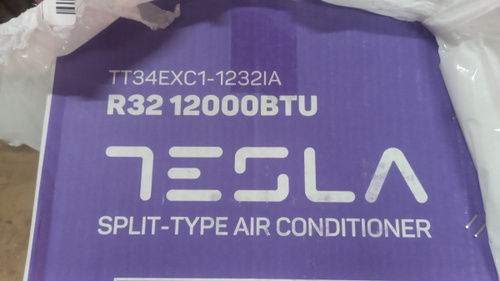 TT34EXC1-1232IA
R32 12000BTU
TESLA
SPLIT-TYPE AIR CONDITIONER